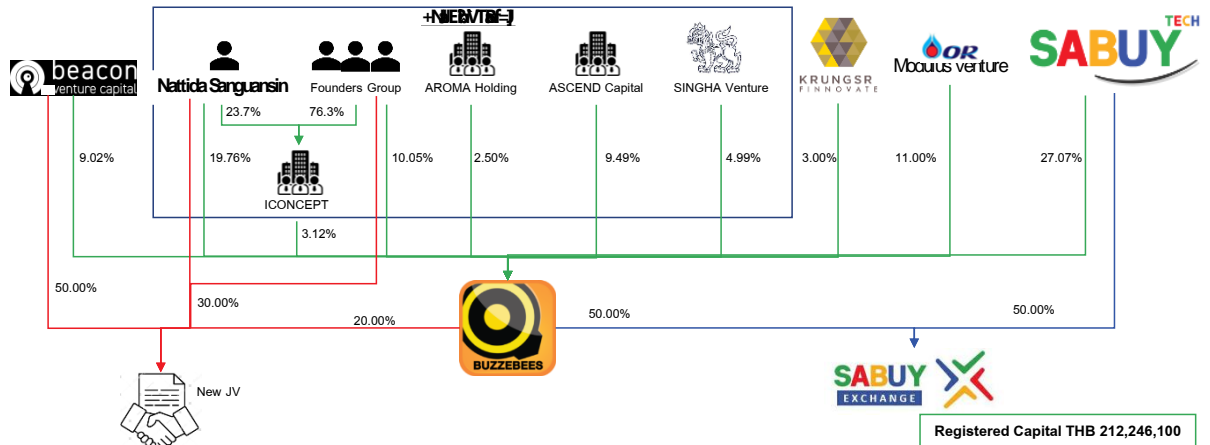 TECH
SABUY
beacon
venture capital
Nattida Sanguansin
Founders Group
AROMA Holding
ASCEND Capital
SINGHA Venture
KRUNGSRI
FINNOVATE
OR
Modulus venture
23.7%
76.3%
9.02%
19.76%
10.05%
2.50%
9.49%
4.99%
3.00%
11.00%
27.07%
ICONCEPT
3.12%
50.00%
30.00%
20.00%
50.00%
50.00%
BUZZEBEES
New JV
SABUY
EXCHANGE
Registered Capital THB 212,246,100